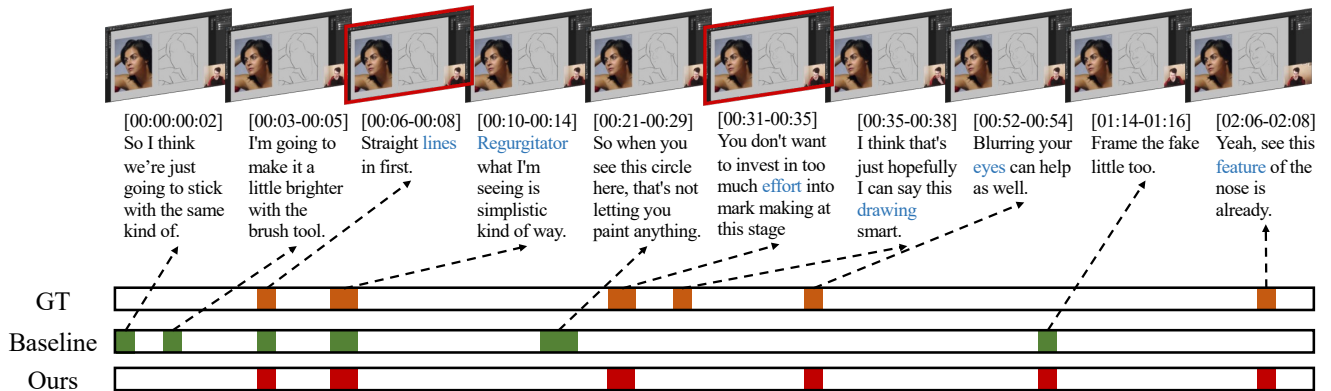 [00:00-00:02]
So I think
we're just
going to stick
with the same
kind of.
[00:03-00:05]
I'm going to
make it a
little brighter
with the
brush tool.
[00:06-00:08]
Straight lines
in first.
[00:10-00:14]
Regurgitator
what I'm
seeing is
simplistic
kind of way.
[00:21-00:29]
So when you
see this circle
here, that's not
letting you
paint anything.
[00:31-00:35]
You don't want
to invest in too
much effort into
mark making at
this stage
[00:35-00:38]
I think that's
just hopefully
I can say this
drawing
smart.
[00:52-00:54]
Blurring your
eyes can help
as well.
[01:14-01:16]
Frame the fake
little too.
[02:06-02:08]
Yeah, see this
feature of the
nose is
already.
GT
Baseline
Ours